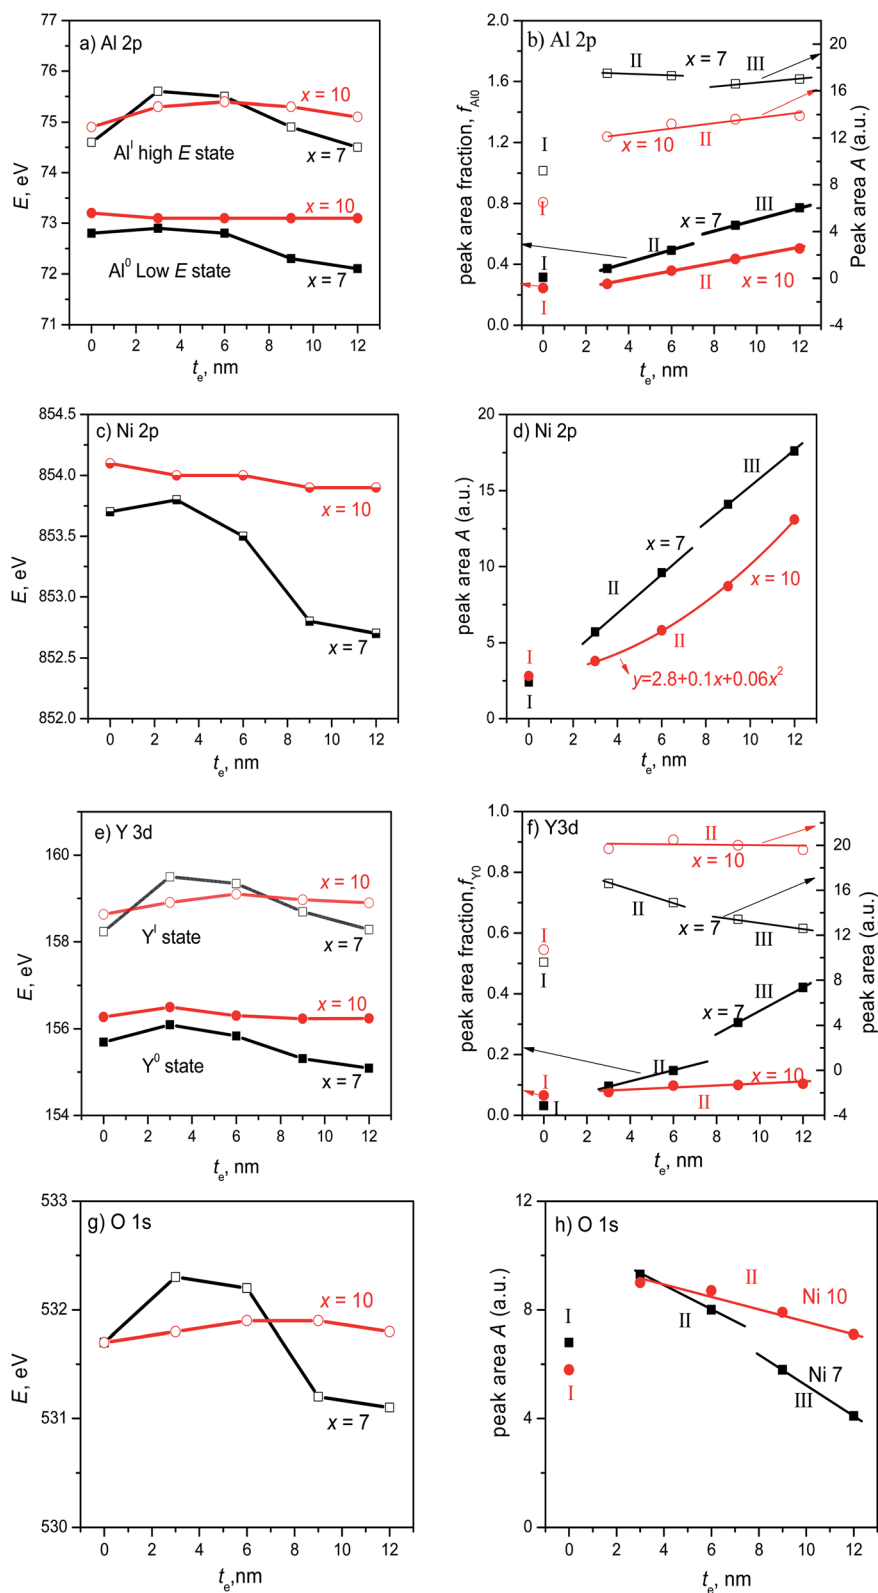 a) Al 2p
77
76
75
74
73
72
71
E, eV
x = 10
Al^I high E state
x = 7
x = 10
Al^0 Low E state
x = 7
0 2 4 6 8 10 12
t_e, nm
b) Al 2p
2.0
1.6
1.2
0.8
0.4
0.0
peak area fraction, f_Al0
20
16
12
8
4
0
-4
Peak area A (a.u.)
II
x = 7
III
I
x = 10
II
I
III
x = 7
II
I
II
x = 10
I
0 2 4 6 8 10 12
t_e, nm
c) Ni 2p
854.5
854.0
853.5
853.0
852.5
852.0
E, eV
x = 10
x = 7
0 2 4 6 8 10 12
t_e, nm
d) Ni 2p
20
15
10
5
0
peak area A (a.u.)
III
x = 7
II
x = 10
I
II
y=2.8+0.1x+0.06x^2
I
0 2 4 6 8 10 12
t_e, nm
e) Y 3d
160
158
156
154
E, eV
x = 10
Y^I state
x = 7
x = 10
Y^0 state
x = 7
0 2 4 6 8 10 12
t_e, nm
f) Y3d
1.0
0.8
0.6
0.4
0.2
0.0
peak area fraction,f_Y0
20
16
12
8
4
0
-4
peak area (a.u.)
II
x = 10
II
x = 7
III
I
I
III
x = 7
II
x = 10
I
I
II
0 2 4 6 8 10 12
t_e, nm
g) O 1s
533
532
531
530
E, eV
x = 10
x = 7
0 2 4 6 8 10 12
t_e,nm
h) O 1s
12
8
4
0
peak area A (a.u.)
II
Ni 10
I
II
I
Ni 7
III
0 2 4 6 8 10 12
t_e, nm